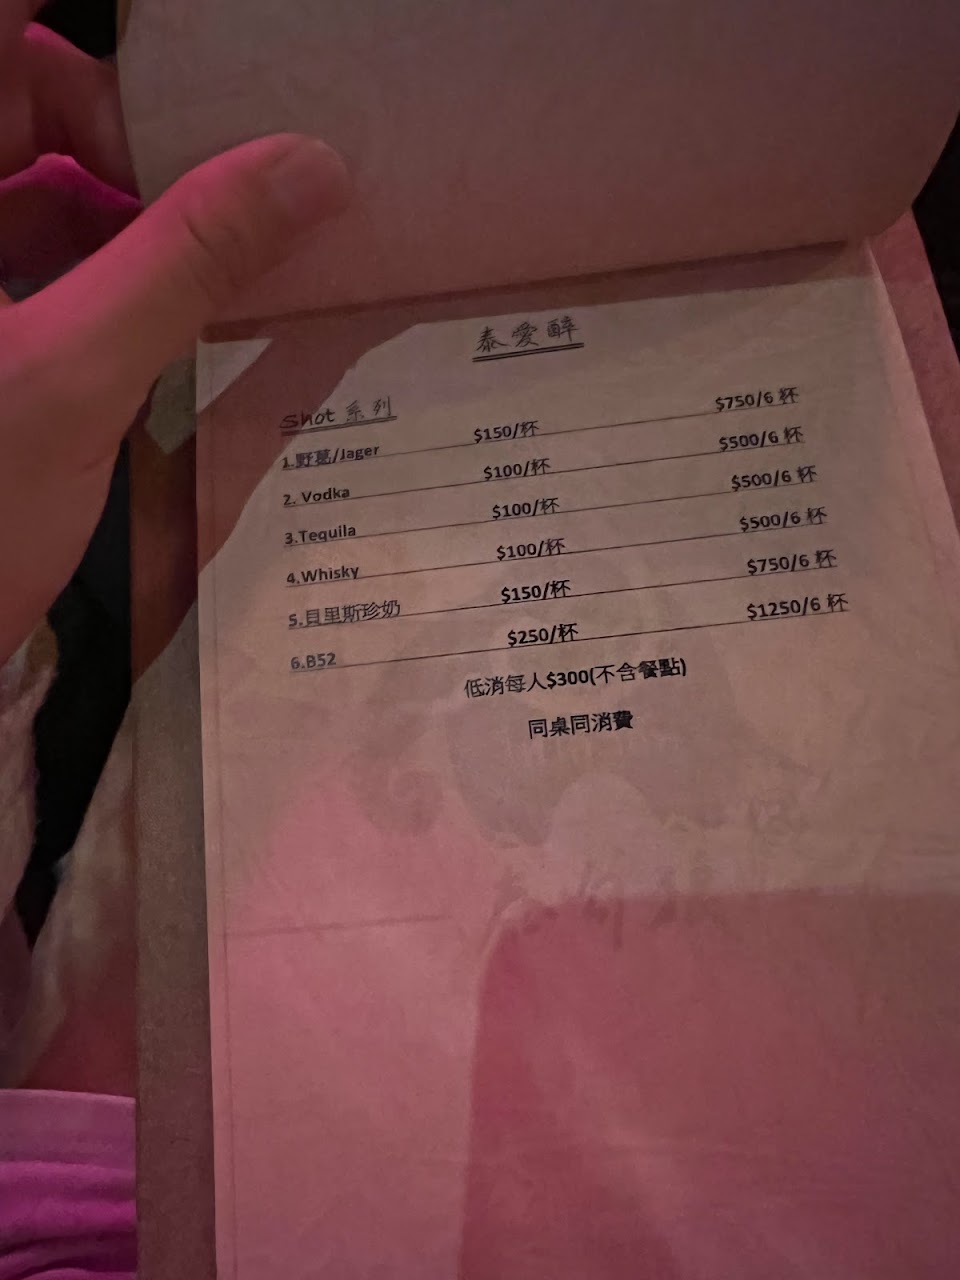 泰愛醉
Shot 系列
1.野葛/Jager $150/杯 $750/6 杯
2. Vodka $100/杯 $500/6 杯
3.Tequila $100/杯 $500/6 杯
4.Whisky $100/杯 $500/6 杯
5.貝里斯珍奶 $150/杯 $750/6 杯
6.B52 $250/杯 $1250/6 杯
低消每人$300(不含餐點)
同桌同消費